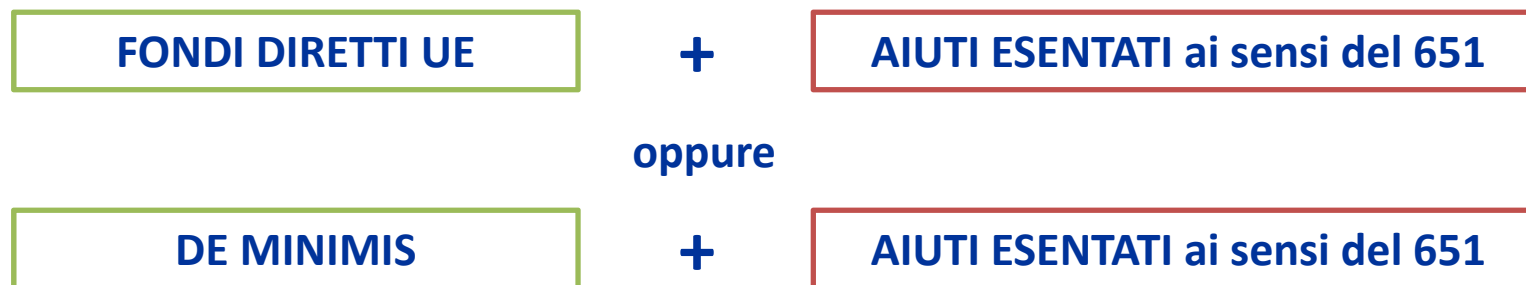 FONDI DIRETTI UE + AIUTI ESENTATI ai sensi del 651
oppure
DE MINIMIS + AIUTI ESENTATI ai sensi del 651